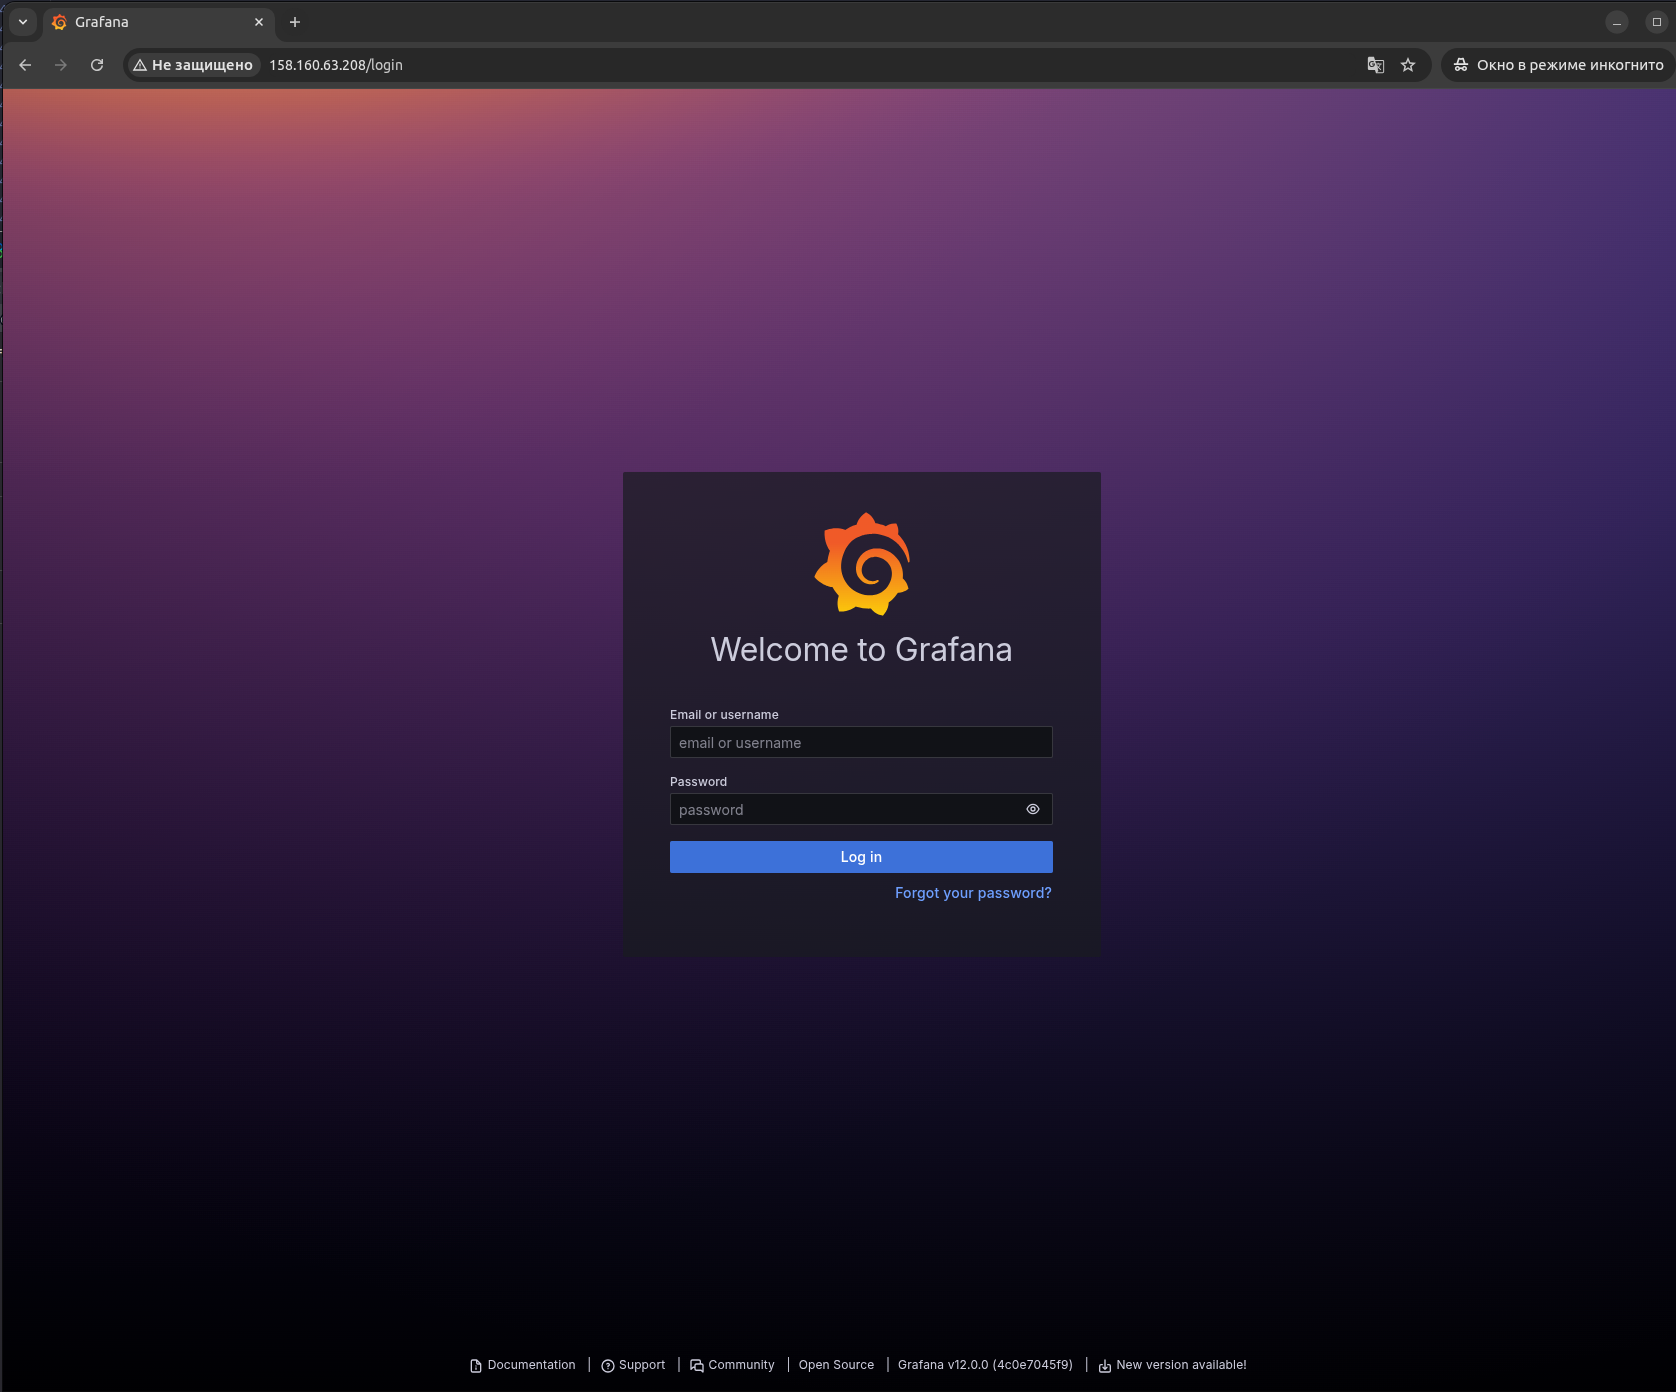 Grafana
Не защищено 158.160.63.208/login
Окно в режиме инкогнито
Welcome to Grafana
Email or username
email or username
Password
password
Log in
Forgot your password?
Documentation | Support | Community | Open Source | Grafana v12.0.0 (4c0e7045f9) | New version available!